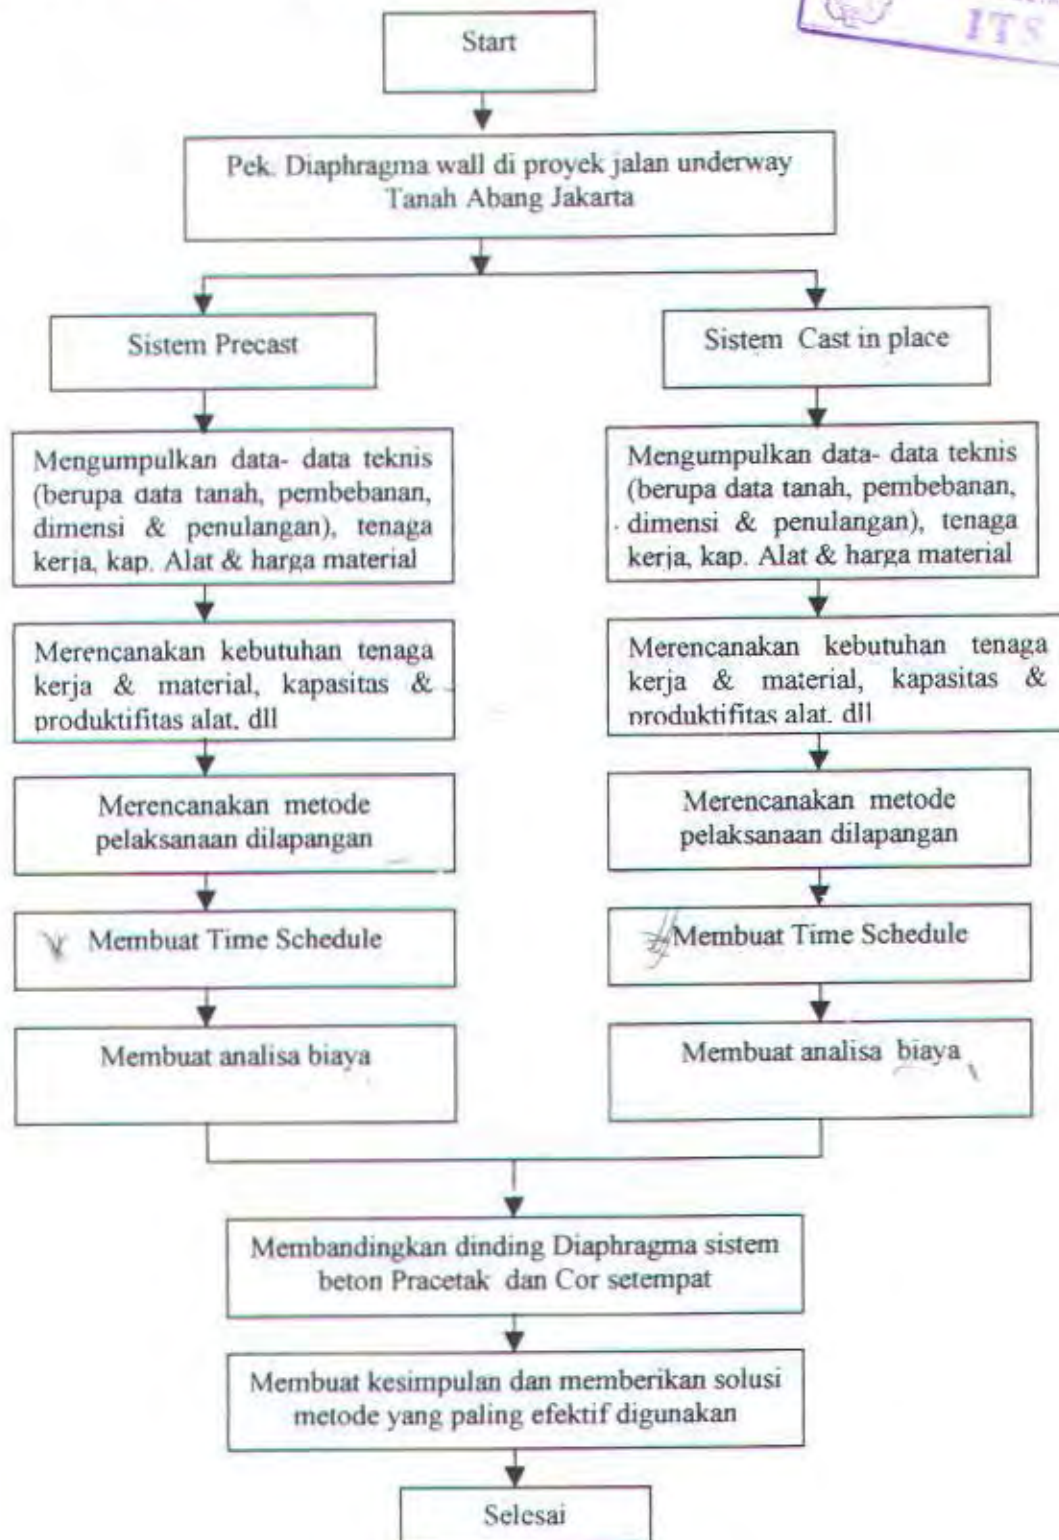 ITS
Start
Pek. Diaphragma wall di proyek jalan underway
Tanah Abang Jakarta
Sistem Precast
Mengumpulkan data- data teknis
(berupa data tanah, pembebanan,
dimensi & penulangan), tenaga
kerja, kap. Alat & harga material
Merencanakan kebutuhan tenaga
kerja & material, kapasitas &
produktifitas alat. dll
Merencanakan metode
pelaksanaan dilapangan
Membuat Time Schedule
Membuat analisa biaya
Sistem Cast in place
Mengumpulkan data- data teknis
(berupa data tanah, pembebanan,
dimensi & penulangan), tenaga
kerja, kap. Alat & harga material
Merencanakan kebutuhan tenaga
kerja & material, kapasitas &
produktifitas alat. dll
Merencanakan metode
pelaksanaan dilapangan
Membuat Time Schedule
Membuat analisa biaya
Membandingkan dinding Diaphragma sistem
beton Pracetak dan Cor setempat
Membuat kesimpulan dan memberikan solusi
metode yang paling efektif digunakan
Selesai